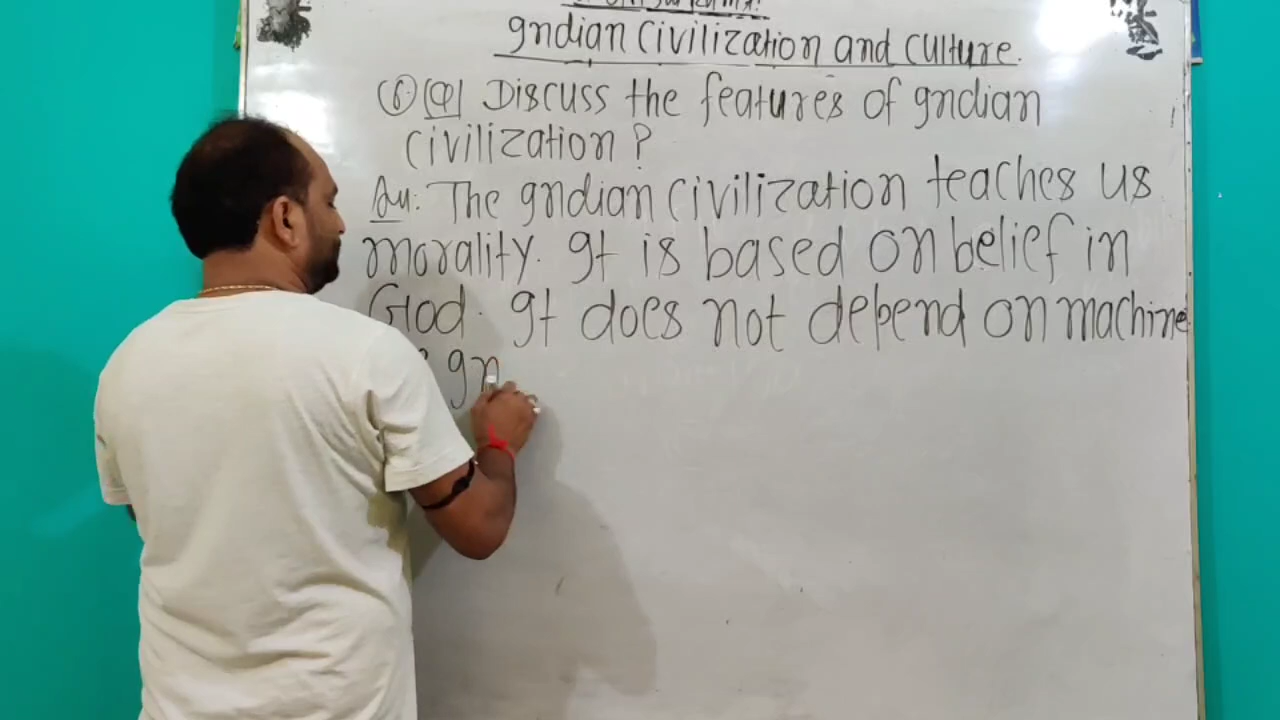 Indian Civilization and Culture.
⑥ (Q) Discuss the features of Indian
Civilization?
Ans: The Indian Civilization teaches us
morality. It is based on belief in
God. It does not depend on machine
In